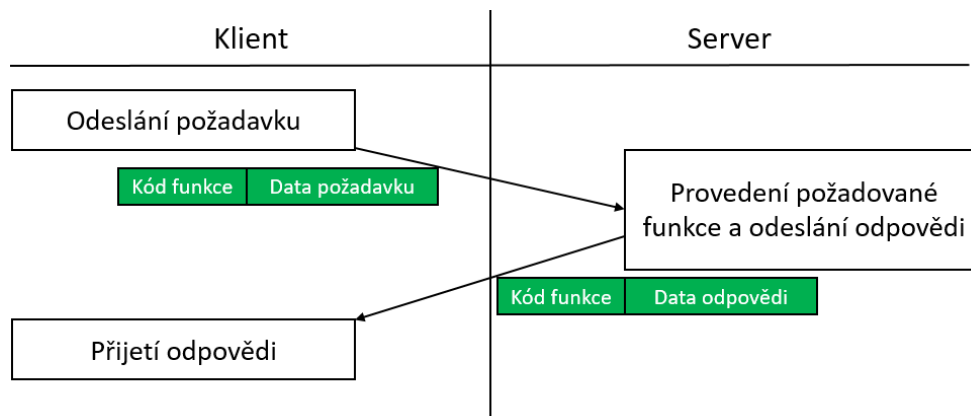 Klient
Server
Odeslání požadavku
Kód funkce
Data požadavku
Provedení požadované
funkce a odeslání odpovědi
Kód funkce
Data odpovědi
Přijetí odpovědi